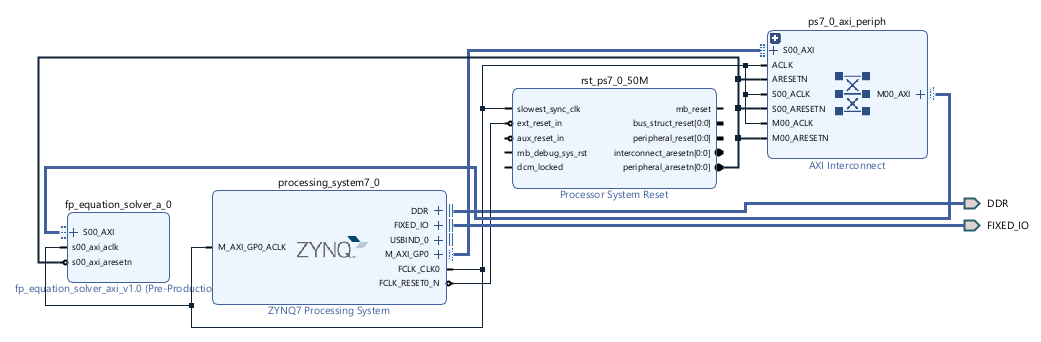 ps7_0_axi_periph
S00_AXI
ACLK
ARESETN
S00_ACLK
M00_AXI
S00_ARESETN
M00_ACLK
M00_ARESETN
AXI Interconnect
rst_ps7_0_50M
slowest_sync_clk
mb_reset
ext_reset_in
bus_struct_reset[0:0]
aux_reset_in
peripheral_reset[0:0]
mb_debug_sys_rst
interconnect_aresetn[0:0]
dcm_locked
peripheral_aresetn[0:0]
Processor System Reset
processing_system7_0
DDR
FIXED_IO
USBIND_0
M_AXI_GP0_ACLK
ZYNQ
M_AXI_GP0
FCLK_CLK0
FCLK_RESET0_N
ZYNQ7 Processing System
fp_equation_solver_a_0
S00_AXI
s00_axi_aclk
s00_axi_aresetn
fp_equation_solver_axi_v1.0 (Pre-Productio
DDR
FIXED_IO